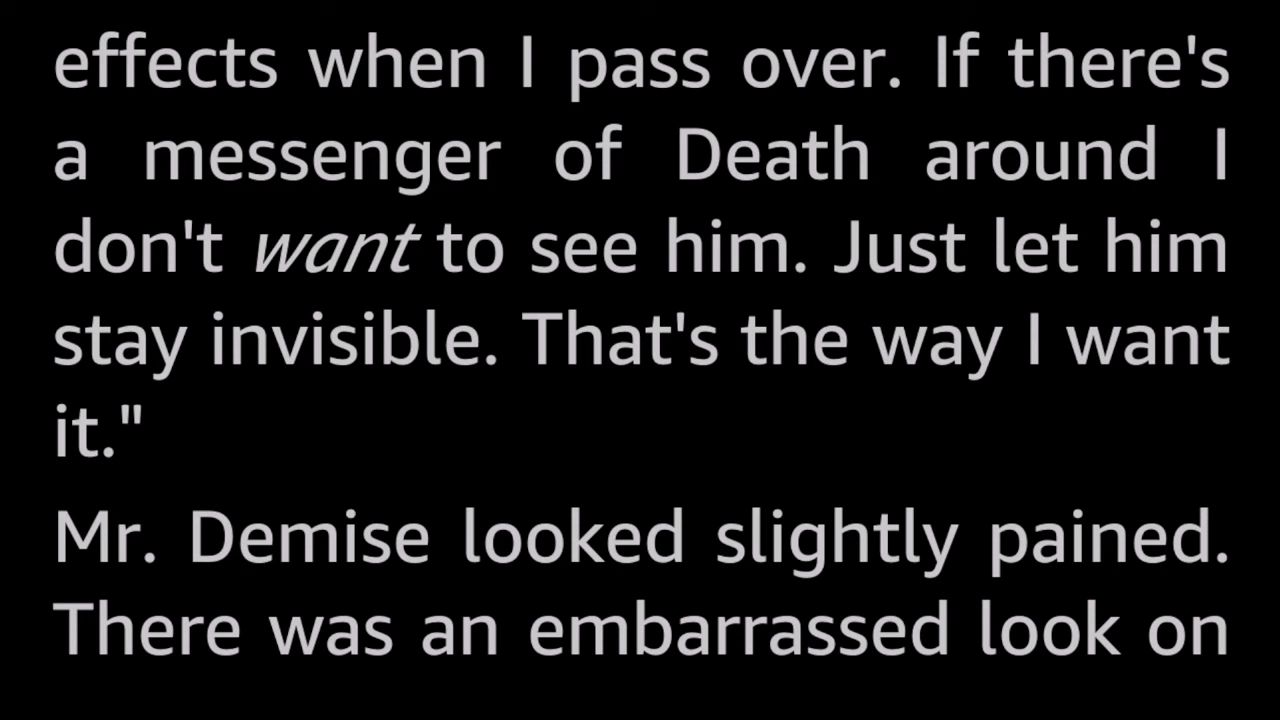 effects when I pass over. If there's
a messenger of Death around I
don't want to see him. Just let him
stay invisible. That's the way I want
it."
Mr. Demise looked slightly pained.
There was an embarrassed look on